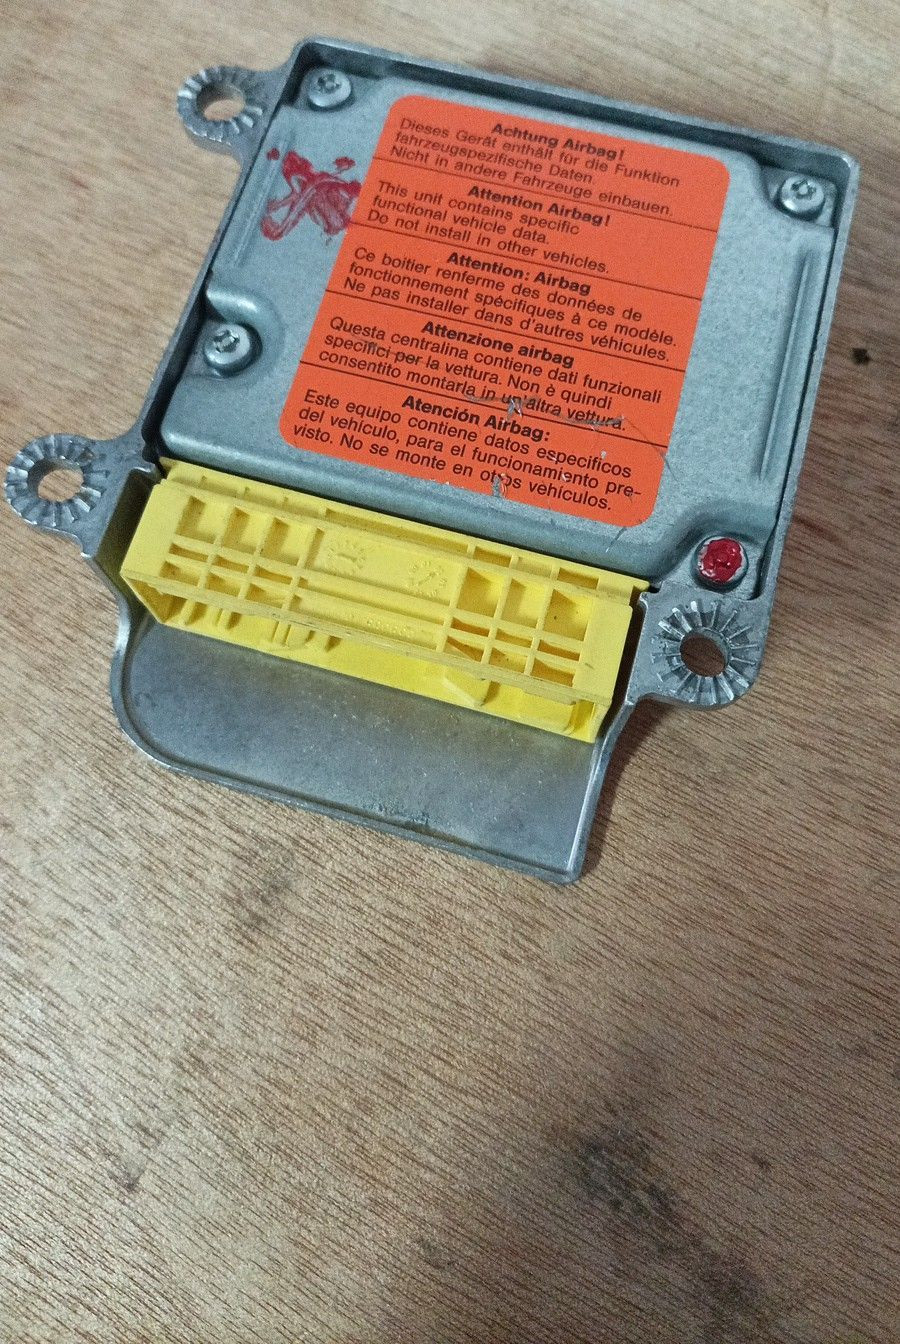 Achtung Airbag!
Dieses Gerät enthält für die Funktion
fahrzeugspezifische Daten.
Nicht in andere Fahrzeuge einbauen.
Attention Airbag!
This unit contains specific
functional vehicle data.
Do not install in other vehicles.
Attention: Airbag
Ce boitier renferme des données de
fonctionnement spécifiques à ce modèle.
Ne pas installer dans d'autres véhicules.
Attenzione airbag
Questa centralina contiene dati funzionali
specifici per la vettura. Non è quindi
consentito montarla in un'altra vettura.
Atención Airbag:
Este equipo contiene datos especificos
del vehículo, para el funcionamiento pre-
visto. No se monte en otros vehículos.